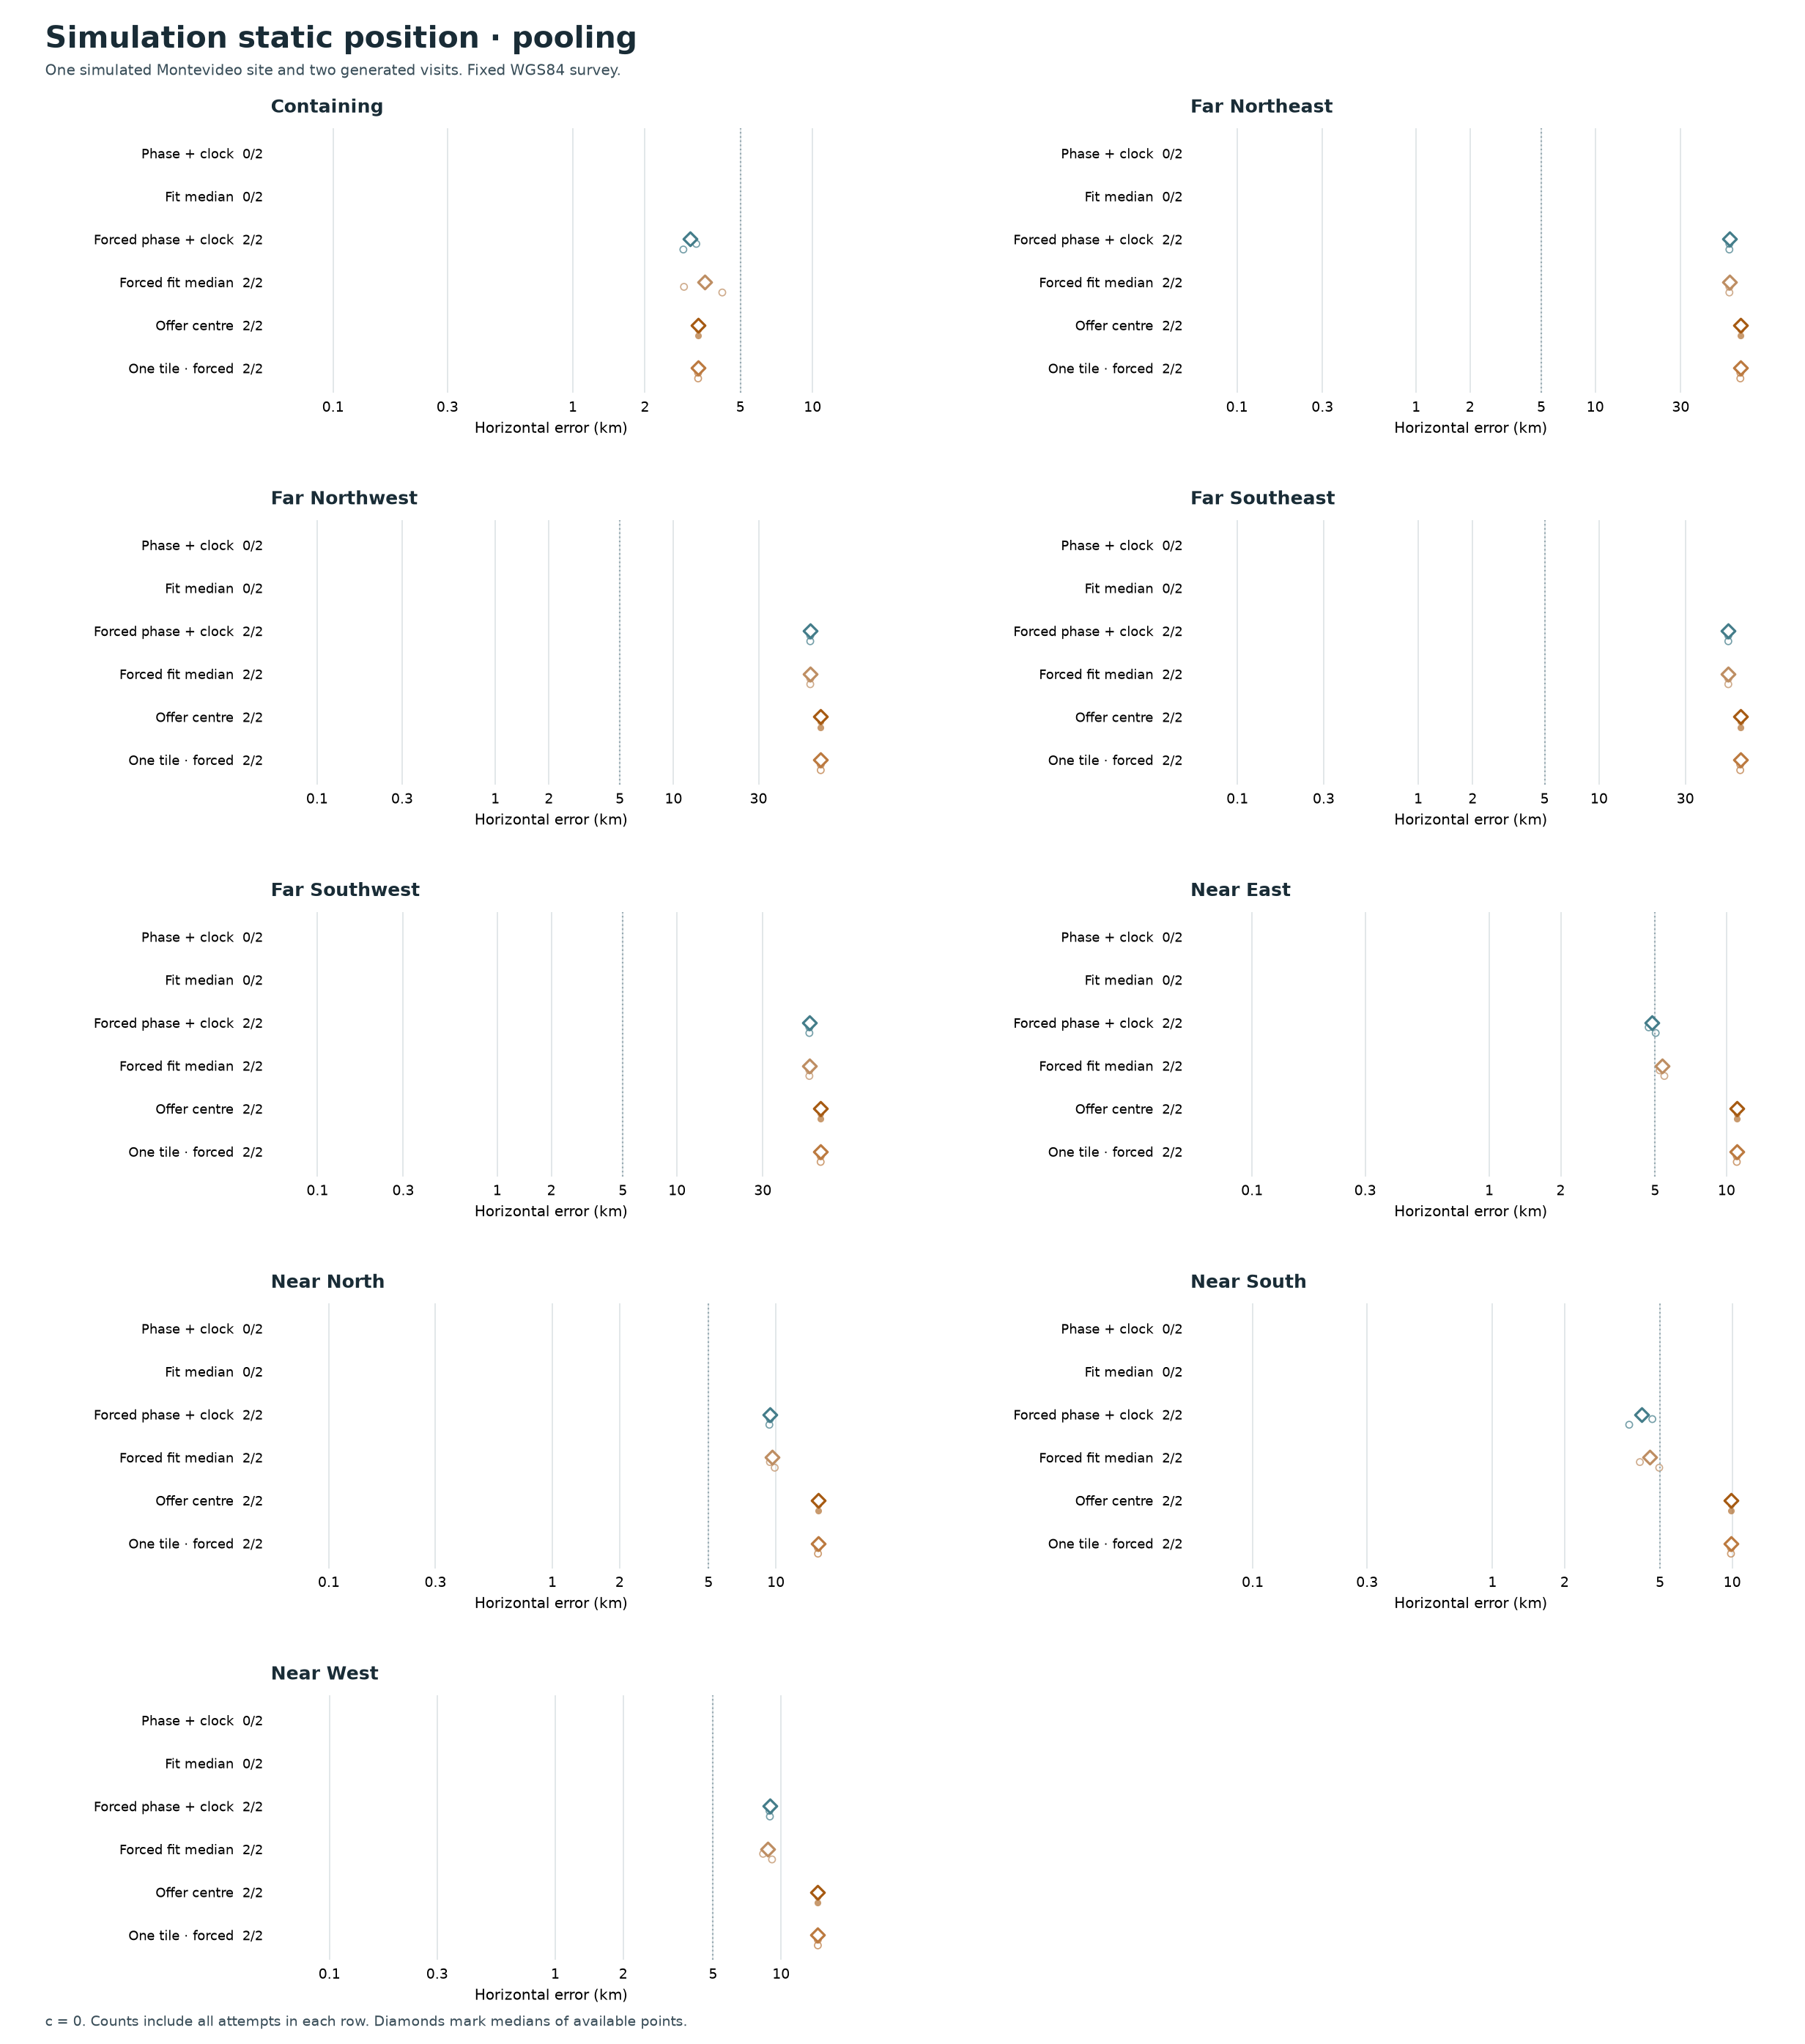 Simulation static position · pooling
One simulated Montevideo site and two generated visits. Fixed WGS84 survey.
Containing
Phase + clock 0/2
Fit median 0/2
Forced phase + clock 2/2
Forced fit median 2/2
Offer centre 2/2
One tile · forced 2/2
0.1 0.3 1 2 5 10
Horizontal error (km)
Far Northeast
Phase + clock 0/2
Fit median 0/2
Forced phase + clock 2/2
Forced fit median 2/2
Offer centre 2/2
One tile · forced 2/2
0.1 0.3 1 2 5 10 30
Horizontal error (km)
Far Northwest
Phase + clock 0/2
Fit median 0/2
Forced phase + clock 2/2
Forced fit median 2/2
Offer centre 2/2
One tile · forced 2/2
0.1 0.3 1 2 5 10 30
Horizontal error (km)
Far Southeast
Phase + clock 0/2
Fit median 0/2
Forced phase + clock 2/2
Forced fit median 2/2
Offer centre 2/2
One tile · forced 2/2
0.1 0.3 1 2 5 10 30
Horizontal error (km)
Far Southwest
Phase + clock 0/2
Fit median 0/2
Forced phase + clock 2/2
Forced fit median 2/2
Offer centre 2/2
One tile · forced 2/2
0.1 0.3 1 2 5 10 30
Horizontal error (km)
Near East
Phase + clock 0/2
Fit median 0/2
Forced phase + clock 2/2
Forced fit median 2/2
Offer centre 2/2
One tile · forced 2/2
0.1 0.3 1 2 5 10
Horizontal error (km)
Near North
Phase + clock 0/2
Fit median 0/2
Forced phase + clock 2/2
Forced fit median 2/2
Offer centre 2/2
One tile · forced 2/2
0.1 0.3 1 2 5 10
Horizontal error (km)
Near South
Phase + clock 0/2
Fit median 0/2
Forced phase + clock 2/2
Forced fit median 2/2
Offer centre 2/2
One tile · forced 2/2
0.1 0.3 1 2 5 10
Horizontal error (km)
Near West
Phase + clock 0/2
Fit median 0/2
Forced phase + clock 2/2
Forced fit median 2/2
Offer centre 2/2
One tile · forced 2/2
0.1 0.3 1 2 5 10
Horizontal error (km)
c = 0. Counts include all attempts in each row. Diamonds mark medians of available points.